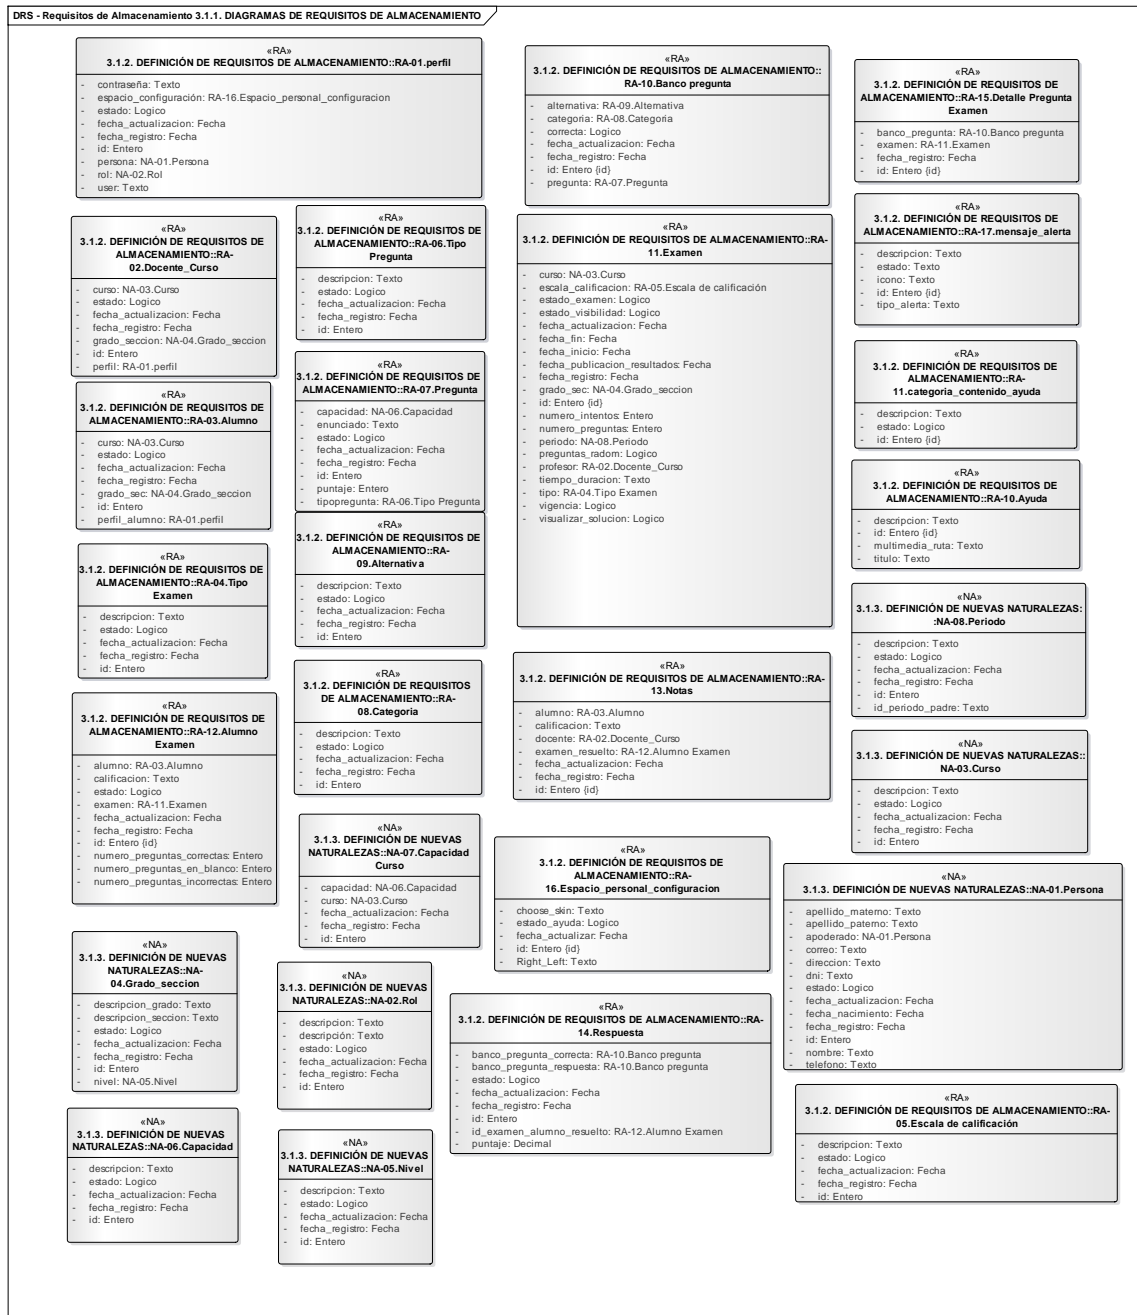 DRS - Requisitos de Almacenamiento 3.1.1. DIAGRAMAS DE REQUISITOS DE ALMACENAMIENTO
«RA»
3.1.2. DEFINICIÓN DE REQUISITOS DE ALMACENAMIENTO::RA-01.perfil
- contraseña: Texto
- espacio_configuración: RA-16.Espacio_personal_configuracion
- estado: Logico
- fecha_actualizacion: Fecha
- fecha_registro: Fecha
- id: Entero
- persona: NA-01.Persona
- rol: NA-02.Rol
- user: Texto
«RA»
3.1.2. DEFINICIÓN DE REQUISITOS DE ALMACENAMIENTO::
RA-10.Banco pregunta
- alternativa: RA-09.Alternativa
- categoria: RA-08.Categoria
- correcta: Logico
- fecha_actualizacion: Fecha
- fecha_registro: Fecha
- id: Entero {id}
- pregunta: RA-07.Pregunta
«RA»
3.1.2. DEFINICIÓN DE REQUISITOS DE
ALMACENAMIENTO::RA-15.Detalle Pregunta
Examen
- banco_pregunta: RA-10.Banco pregunta
- examen: RA-11.Examen
- fecha_registro: Fecha
- id: Entero {id}
«RA»
3.1.2. DEFINICIÓN DE REQUISITOS DE
ALMACENAMIENTO::RA-
02.Docente_Curso
- curso: NA-03.Curso
- estado: Logico
- fecha_actualizacion: Fecha
- fecha_registro: Fecha
- grado_seccion: NA-04.Grado_seccion
- id: Entero
- perfil: RA-01.perfil
«RA»
3.1.2. DEFINICIÓN DE REQUISITOS DE
ALMACENAMIENTO::RA-06.Tipo
Pregunta
- descripcion: Texto
- estado: Logico
- fecha_actualizacion: Fecha
- fecha_registro: Fecha
- id: Entero
«RA»
3.1.2. DEFINICIÓN DE REQUISITOS DE ALMACENAMIENTO::RA-
11.Examen
- curso: NA-03.Curso
- escala_calificacion: RA-05.Escala de calificación
- estado_examen: Logico
- estado_visibilidad: Logico
- fecha_actualizacion: Fecha
- fecha_fin: Fecha
- fecha_inicio: Fecha
- fecha_publicacion_resultados: Fecha
- fecha_registro: Fecha
- grado_sec: NA-04.Grado_seccion
- id: Entero {id}
- numero_intentos: Entero
- numero_preguntas: Entero
- periodo: NA-08.Periodo
- preguntas_radom: Logico
- profesor: RA-02.Docente_Curso
- tiempo_duracion: Texto
- tipo: RA-04.Tipo Examen
- vigencia: Logico
- visualizar_solucion: Logico
«RA»
3.1.2. DEFINICIÓN DE REQUISITOS DE
ALMACENAMIENTO::RA-17.mensaje_alerta
- descripcion: Texto
- estado: Texto
- icono: Texto
- id: Entero {id}
- tipo_alerta: Texto
«RA»
3.1.2. DEFINICIÓN DE REQUISITOS DE
ALMACENAMIENTO::RA-07.Pregunta
- capacidad: NA-06.Capacidad
- enunciado: Texto
- estado: Logico
- fecha_actualizacion: Fecha
- fecha_registro: Fecha
- id: Entero
- puntaje: Entero
- tipopregunta: RA-06.Tipo Pregunta
«RA»
3.1.2. DEFINICIÓN DE REQUISITOS DE
ALMACENAMIENTO::RA-
11.categoria_contenido_ayuda
- descripcion: Texto
- estado: Logico
- id: Entero {id}
«RA»
3.1.2. DEFINICIÓN DE REQUISITOS DE
ALMACENAMIENTO::RA-03.Alumno
- curso: NA-03.Curso
- estado: Logico
- fecha_actualizacion: Fecha
- fecha_registro: Fecha
- grado_sec: NA-04.Grado_seccion
- id: Entero
- perfil_alumno: RA-01.perfil
«RA»
3.1.2. DEFINICIÓN DE REQUISITOS DE
ALMACENAMIENTO::RA-10.Ayuda
- descripcion: Texto
- id: Entero {id}
- multimedia_ruta: Texto
- titulo: Texto
«RA»
3.1.2. DEFINICIÓN DE REQUISITOS DE
ALMACENAMIENTO::RA-
09.Alternativa
- descripcion: Texto
- estado: Logico
- fecha_actualizacion: Fecha
- fecha_registro: Fecha
- id: Entero
«RA»
3.1.2. DEFINICIÓN DE REQUISITOS DE
ALMACENAMIENTO::RA-04.Tipo
Examen
- descripcion: Texto
- estado: Logico
- fecha_actualizacion: Fecha
- fecha_registro: Fecha
- id: Entero
«NA»
3.1.3. DEFINICIÓN DE NUEVAS NATURALEZAS:
:NA-08.Periodo
- descripcion: Texto
- estado: Logico
- fecha_actualizacion: Fecha
- fecha_registro: Fecha
- id: Entero
- id_periodo_padre: Texto
«RA»
3.1.2. DEFINICIÓN DE REQUISITOS
DE ALMACENAMIENTO::RA-
08.Categoria
- descripcion: Texto
- estado: Logico
- fecha_actualizacion: Fecha
- fecha_registro: Fecha
- id: Entero
«RA»
3.1.2. DEFINICIÓN DE REQUISITOS DE ALMACENAMIENTO::RA-
13.Notas
- alumno: RA-03.Alumno
- calificacion: Texto
- docente: RA-02.Docente_Curso
- examen_resuelto: RA-12.Alumno Examen
- fecha_actualizacion: Fecha
- fecha_registro: Fecha
- id: Entero {id}
«RA»
3.1.2. DEFINICIÓN DE REQUISITOS DE
ALMACENAMIENTO::RA-12.Alumno
Examen
- alumno: RA-03.Alumno
- calificacion: Texto
- estado: Logico
- examen: RA-11.Examen
- fecha_actualizacion: Fecha
- fecha_registro: Fecha
- id: Entero {id}
- numero_preguntas_correctas: Entero
- numero_preguntas_en_blanco: Entero
- numero_preguntas_incorrectas: Entero
«NA»
3.1.3. DEFINICIÓN DE NUEVAS NATURALEZAS::
NA-03.Curso
- descripcion: Texto
- estado: Logico
- fecha_actualizacion: Fecha
- fecha_registro: Fecha
- id: Entero
«NA»
3.1.3. DEFINICIÓN DE NUEVAS
NATURALEZAS::NA-07.Capacidad
Curso
- capacidad: NA-06.Capacidad
- curso: NA-03.Curso
- fecha_actualizacion: Fecha
- fecha_registro: Fecha
- id: Entero
«RA»
3.1.2. DEFINICIÓN DE REQUISITOS DE
ALMACENAMIENTO::RA-
16.Espacio_personal_configuracion
- choose_skin: Texto
- estado_ayuda: Logico
- fecha_actualizar: Fecha
- id: Entero {id}
- Right_Left: Texto
«NA»
3.1.3. DEFINICIÓN DE NUEVAS NATURALEZAS::NA-01.Persona
- apellido_materno: Texto
- apellido_paterno: Texto
- apoderado: NA-01.Persona
- correo: Texto
- direccion: Texto
- dni: Texto
- estado: Logico
- fecha_actualizacion: Fecha
- fecha_nacimiento: Fecha
- fecha_registro: Fecha
- id: Entero
- nombre: Texto
- telefono: Texto
«NA»
3.1.3. DEFINICIÓN DE NUEVAS
NATURALEZAS::NA-
04.Grado_seccion
- descripcion_grado: Texto
- descripcion_seccion: Texto
- estado: Logico
- fecha_actualizacion: Fecha
- fecha_registro: Fecha
- id: Entero
- nivel: NA-05.Nivel
«NA»
3.1.3. DEFINICIÓN DE NUEVAS
NATURALEZAS::NA-02.Rol
- descripcion: Texto
- descripción: Texto
- estado: Logico
- fecha_actualizacion: Fecha
- fecha_registro: Fecha
- id: Entero
«RA»
3.1.2. DEFINICIÓN DE REQUISITOS DE ALMACENAMIENTO::RA-
14.Respuesta
- banco_pregunta_correcta: RA-10.Banco pregunta
- banco_pregunta_respuesta: RA-10.Banco pregunta
- estado: Logico
- fecha_actualizacion: Fecha
- fecha_registro: Fecha
- id: Entero
- id_examen_alumno_resuelto: RA-12.Alumno Examen
- puntaje: Decimal
«RA»
3.1.2. DEFINICIÓN DE REQUISITOS DE ALMACENAMIENTO::RA-
05.Escala de calificación
- descripcion: Texto
- estado: Logico
- fecha_actualizacion: Fecha
- fecha_registro: Fecha
- id: Entero
«NA»
3.1.3. DEFINICIÓN DE NUEVAS
NATURALEZAS::NA-06.Capacidad
- descripcion: Texto
- estado: Logico
- fecha_actualizacion: Fecha
- fecha_registro: Fecha
- id: Entero
«NA»
3.1.3. DEFINICIÓN DE NUEVAS
NATURALEZAS::NA-05.Nivel
- descripcion: Texto
- estado: Logico
- fecha_actualizacion: Fecha
- fecha_registro: Fecha
- id: Entero